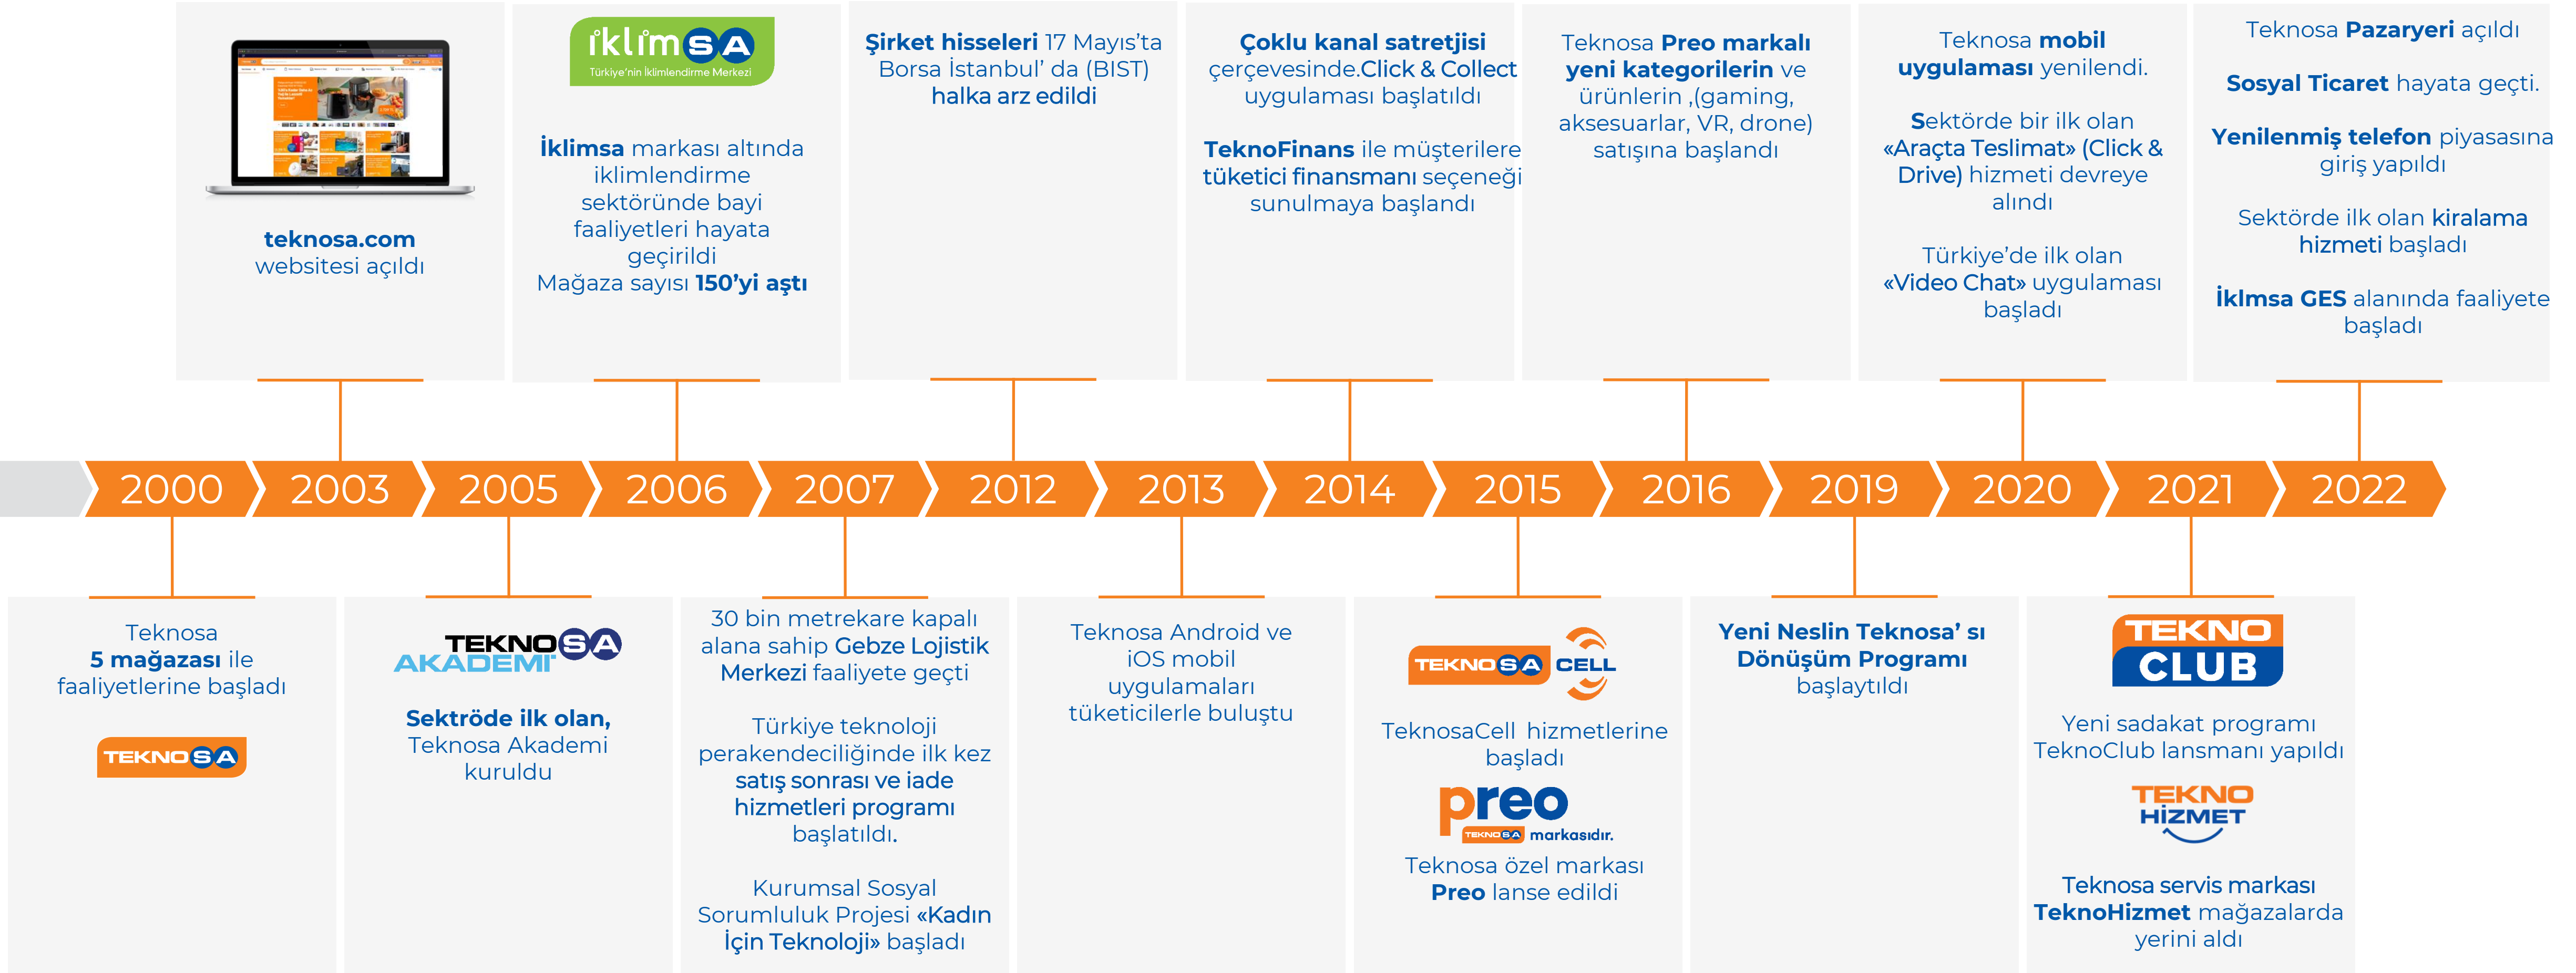 teknosa.com
websitesi açıldı
iklimSA
Türkiye'nin İklimlendirme Merkezi
İklimsa markası altında
iklimlendirme
sektöründe bayi
faaliyetleri hayata
geçirildi
Mağaza sayısı 150’yi aştı
Şirket hisseleri 17 Mayıs’ta
Borsa İstanbul’ da (BIST)
halka arz edildi
Çoklu kanal satretjisi
çerçevesinde.Click & Collect
uygulaması başlatıldı
TeknoFinans ile müşterilere
tüketici finansmanı seçeneği
sunulmaya başlandı
Teknosa Preo markalı
yeni kategorilerin ve
ürünlerin ,(gaming,
aksesuarlar, VR, drone)
satışına başlandı
Teknosa mobil
uygulaması yenilendi.
Sektörde bir ilk olan
«Araçta Teslimat» (Click &
Drive) hizmeti devreye
alındı
Türkiye’de ilk olan
«Video Chat» uygulaması
başladı
Teknosa Pazaryeri açıldı
Sosyal Ticaret hayata geçti.
Yenilenmiş telefon piyasasına
giriş yapıldı
Sektörde ilk olan kiralama
hizmeti başladı
İklmsa GES alanında faaliyete
başladı
2000 2003 2005 2006 2007 2012 2013 2014 2015 2016 2019 2020 2021 2022
Teknosa
5 mağazası ile
faaliyetlerine başladı
TEKNOSA
TEKNOSA
AKADEMİ
Sektröde ilk olan,
Teknosa Akademi
kuruldu
30 bin metrekare kapalı
alana sahip Gebze Lojistik
Merkezi faaliyete geçti
Türkiye teknoloji
perakendeciliğinde ilk kez
satış sonrası ve iade
hizmetleri programı
başlatıldı.
Kurumsal Sosyal
Sorumluluk Projesi «Kadın
İçin Teknoloji» başladı
Teknosa Android ve
iOS mobil
uygulamaları
tüketicilerle buluştu
TEKNOSA CELL
TeknosaCell hizmetlerine
başladı
preo
TEKNOSA markasıdır.
Teknosa özel markası
Preo lanse edildi
Yeni Neslin Teknosa’ sı
Dönüşüm Programı
başlaytıldı
TEKNO
CLUB
Yeni sadakat programı
TeknoClub lansmanı yapıldı
TEKNO
HİZMET
Teknosa servis markası
TeknoHizmet mağazalarda
yerini aldı